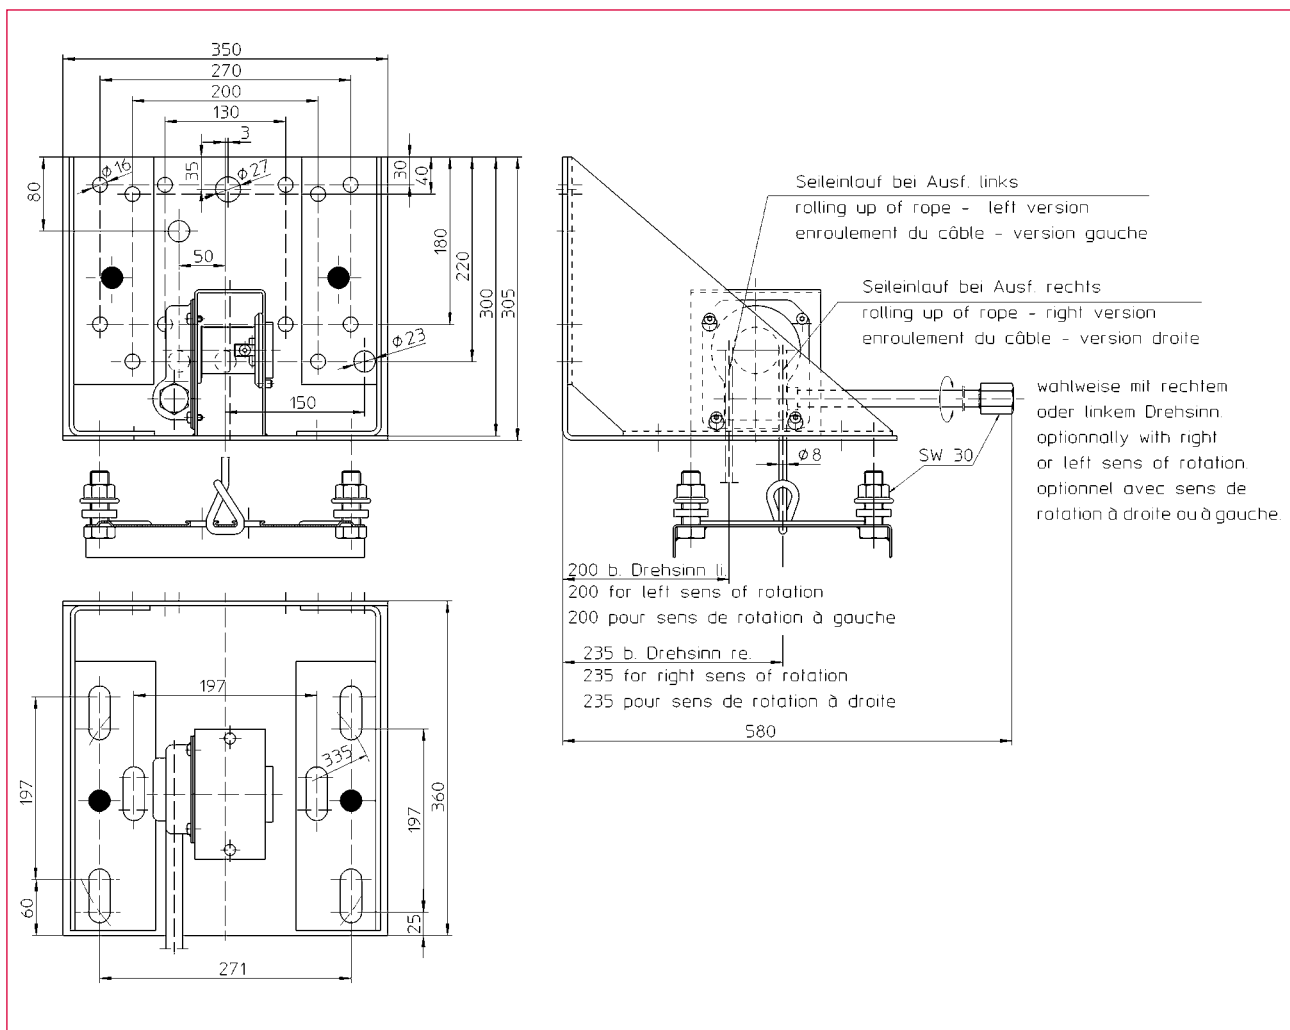 350
270
200
130
3
ø16
35
ø27
30
40
80
50
180
220
300
305
ø23
150
Seileinlauf bei Ausf. links
rolling up of rope - left version
enroulement du câble - version gauche
Seileinlauf bei Ausf. rechts
rolling up of rope - right version
enroulement du câble - version droite
wahlweise mit rechtem
oder linkem Drehsinn.
optionnally with right
or left sens of rotation.
optionnel avec sens de
rotation à droite ou à gauche.
SW 30
ø8
200 b. Drehsinn li.
200 for left sens of rotation
200 pour sens de rotation à gauche
235 b. Drehsinn re.
235 for right sens of rotation
235 pour sens de rotation à droite
580
197
335
197
197
360
60
25
271